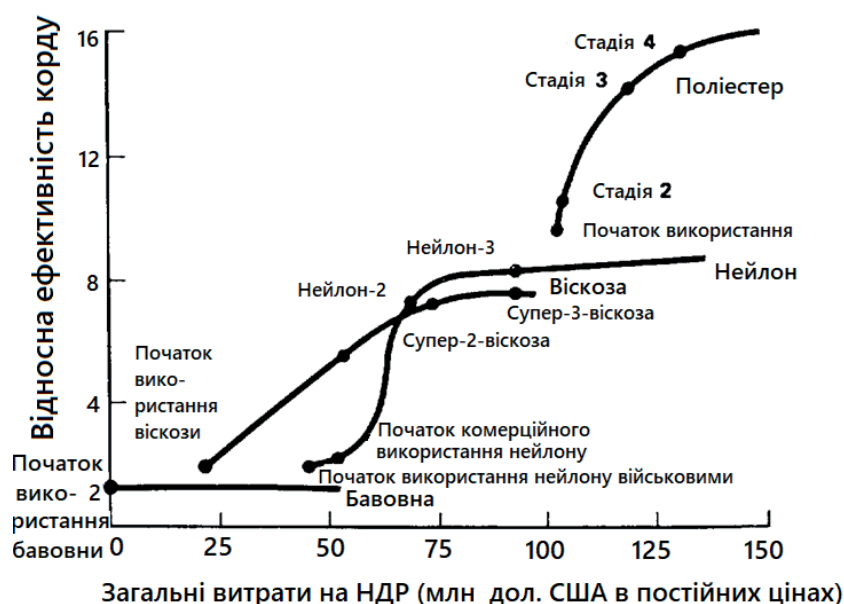 Відносна ефективність корду
16
12
8
4
2
Стадія 4
Стадія 3
Поліестер
Стадія 2
Початок використання
Нейлон-3
Нейлон
Нейлон-2
Віскоза
Супер-3-віскоза
Супер-2-віскоза
Початок
вико-
ристання
віскози
Початок комерційного
використання нейлону
Початок використання нейлону військовими
Бавовна
Початок
вико-
ристання
бавовни
0
25
50
75
100
125
150
Загальні витрати на НДР (млн дол. США в постійних цінах)